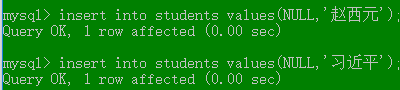 mysql> insert into students values(NULL,'赵西元');
Query OK, 1 row affected (0.00 sec)
mysql> insert into students values(NULL,'习近平');
Query OK, 1 row affected (0.00 sec)